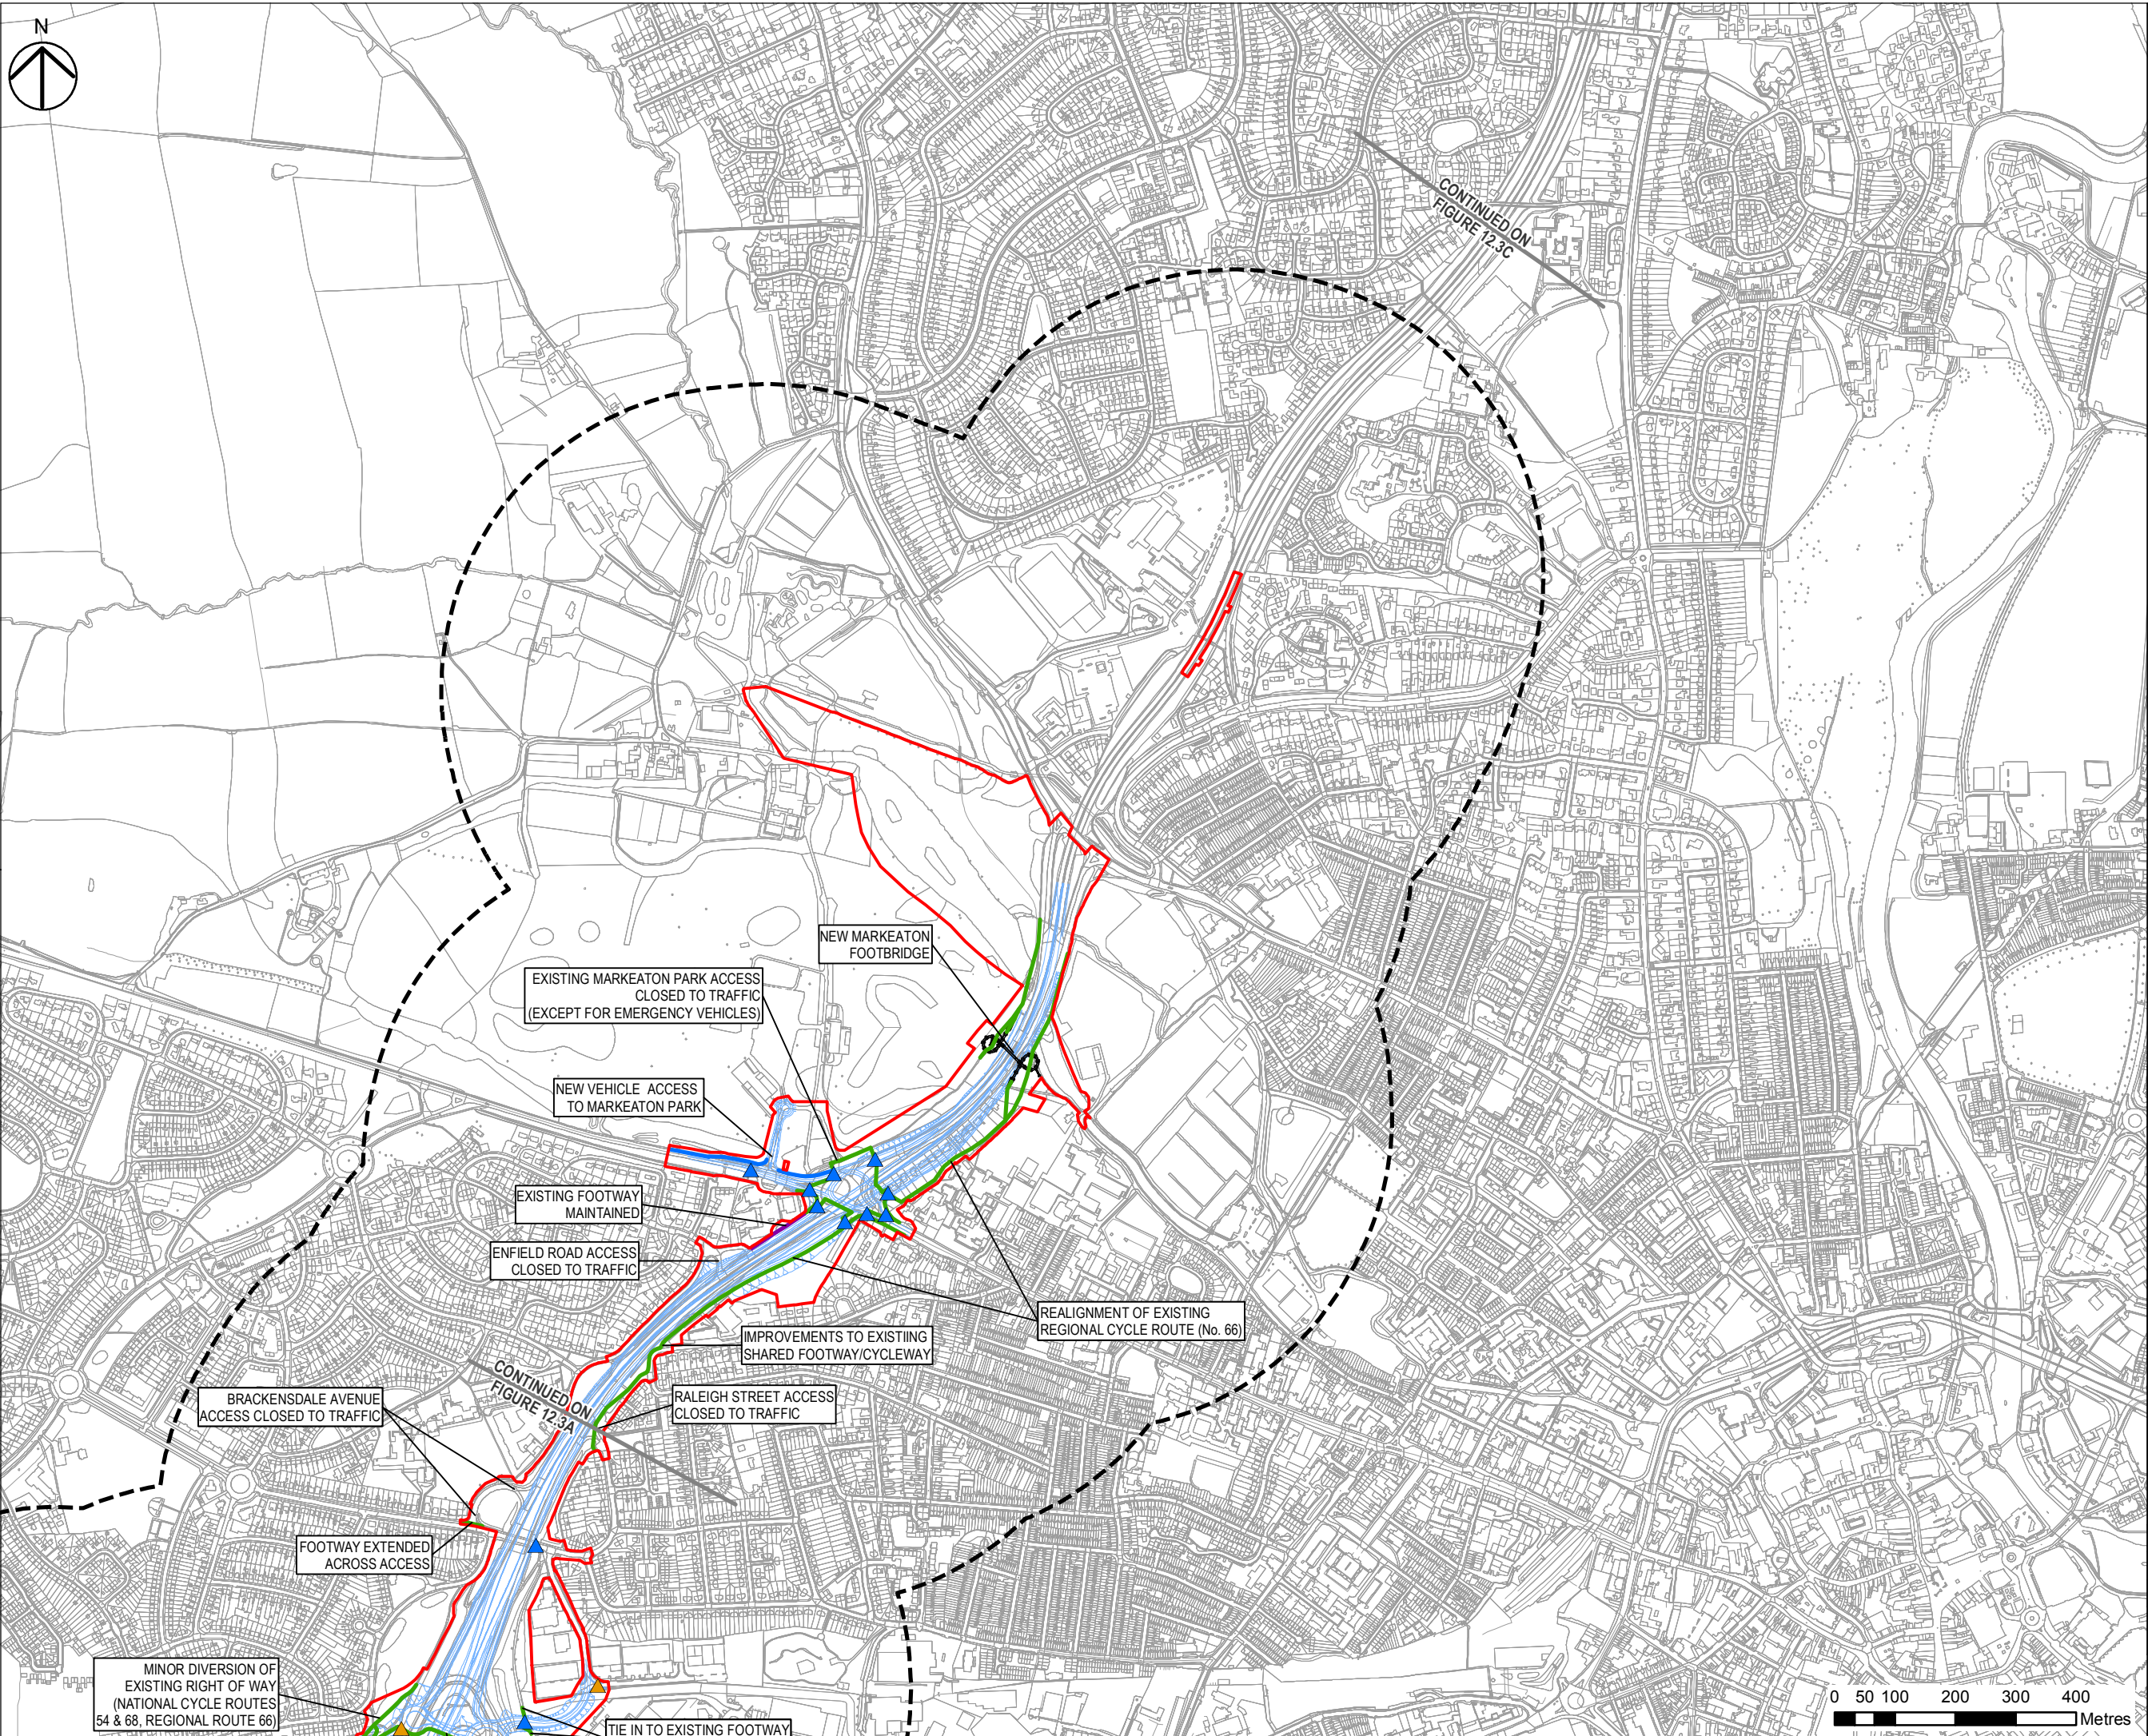 N
CONTINUED ON
FIGURE 12.3C
NEW MARKEATON
FOOTBRIDGE
EXISTING MARKEATON PARK ACCESS
CLOSED TO TRAFFIC
(EXCEPT FOR EMERGENCY VEHICLES)
NEW VEHICLE ACCESS
TO MARKEATON PARK
EXISTING FOOTWAY
MAINTAINED
ENFIELD ROAD ACCESS
CLOSED TO TRAFFIC
REALIGNMENT OF EXISTING
REGIONAL CYCLE ROUTE (No. 66)
IMPROVEMENTS TO EXISTIING
SHARED FOOTWAY/CYCLEWAY
CONTINUED ON
FIGURE 12.3A
RALEIGH STREET ACCESS
CLOSED TO TRAFFIC
BRACKENSDALE AVENUE
ACCESS CLOSED TO TRAFFIC
FOOTWAY EXTENDED
ACROSS ACCESS
MINOR DIVERSION OF
EXISTING RIGHT OF WAY
(NATIONAL CYCLE ROUTES
54 & 68, REGIONAL ROUTE 66)
TIE IN TO EXISTING FOOTWAY
0 50 100 200 300 400
Metres